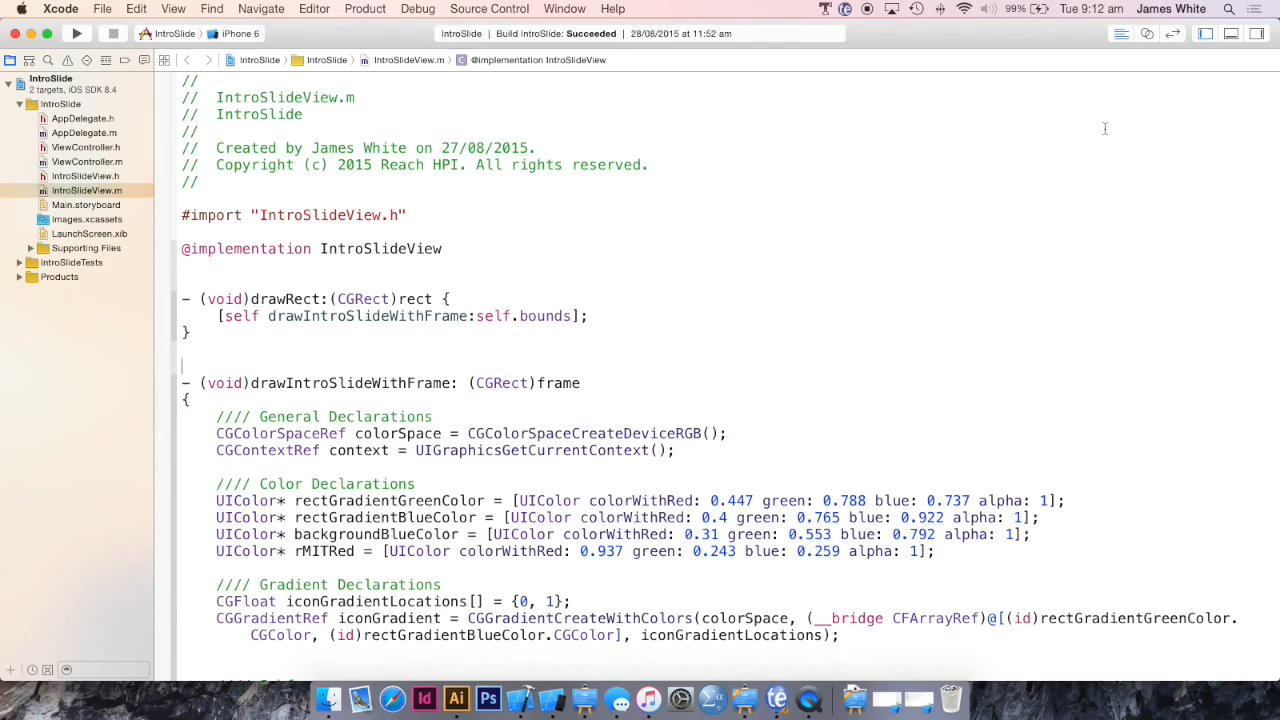 Xcode File Edit View Find Navigate Editor Product Debug Source Control Window Help 99% Tue 9:12 am James White
IntroSlide iPhone 6 IntroSlide | Build IntroSlide: Succeeded | 28/08/2015 at 11:52 am
IntroSlide IntroSlide IntroSlideView.m @implementation IntroSlideView
IntroSlide
2 targets, iOS SDK 8.4
IntroSlide
AppDelegate.h
AppDelegate.m
ViewController.h
ViewController.m
IntroSlideView.h
IntroSlideView.m
Main.storyboard
Images.xcassets
LaunchScreen.xib
Supporting Files
IntroSlideTests
Products
//
// IntroSlideView.m
// IntroSlide
//
// Created by James White on 27/08/2015.
// Copyright (c) 2015 Reach HPI. All rights reserved.
//
#import "IntroSlideView.h"
@implementation IntroSlideView
- (void)drawRect:(CGRect)rect {
[self drawIntroSlideWithFrame:self.bounds];
}
- (void)drawIntroSlideWithFrame: (CGRect)frame
{
//// General Declarations
CGColorSpaceRef colorSpace = CGColorSpaceCreateDeviceRGB();
CGContextRef context = UIGraphicsGetCurrentContext();
//// Color Declarations
UIColor* rectGradientGreenColor = [UIColor colorWithRed: 0.447 green: 0.788 blue: 0.737 alpha: 1];
UIColor* rectGradientBlueColor = [UIColor colorWithRed: 0.4 green: 0.765 blue: 0.922 alpha: 1];
UIColor* backgroundBlueColor = [UIColor colorWithRed: 0.31 green: 0.553 blue: 0.792 alpha: 1];
UIColor* rMITRed = [UIColor colorWithRed: 0.937 green: 0.243 blue: 0.259 alpha: 1];
//// Gradient Declarations
CGFloat iconGradientLocations[] = {0, 1};
CGGradientRef iconGradient = CGGradientCreateWithColors(colorSpace, (__bridge CFArrayRef)@[(id)rectGradientGreenColor.
CGColor, (id)rectGradientBlueColor.CGColor], iconGradientLocations);
Id Ai Ps te